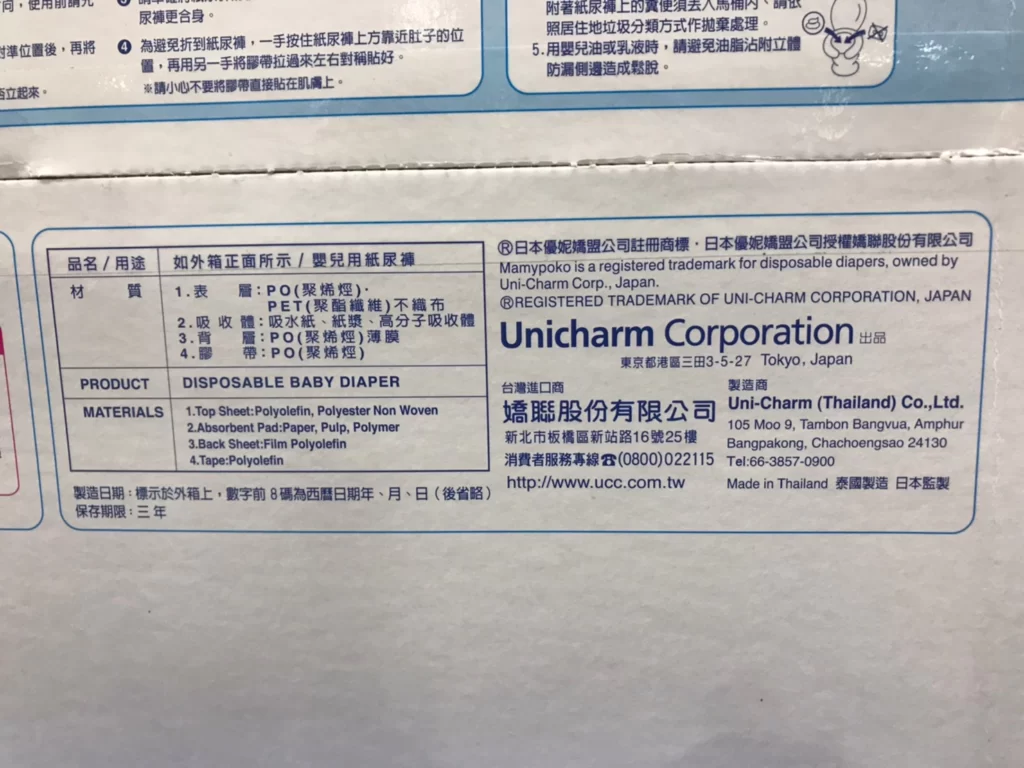 尿褲更合身。
對準位置後，再將
❹ 為避免折到紙尿褲，一手按住紙尿褲上方靠近肚子的位
置，再用另一手將膠帶拉過來左右對稱貼好。
※請小心不要將膠帶直接貼在肌膚上。
立起來。
附著紙尿褲上的糞便須丟入馬桶內、請依
照居住地垃圾分類方式作拋棄處理。
5.用嬰兒油或乳液時，請避免油脂沾附立體
防漏側邊造成鬆脫。
品名/用途 如外箱正面所示/嬰兒用紙尿褲
材質 1.表層:PO(聚烯烴)·
PET(聚酯纖維)不織布
2.吸收體:吸水紙、紙漿、高分子吸收體
3.背層:PO(聚烯烴)薄膜
4.膠帶:PO(聚烯烴)
PRODUCT DISPOSABLE BABY DIAPER
MATERIALS 1.Top Sheet:Polyolefin, Polyester Non Woven
2.Absorbent Pad:Paper, Pulp, Polymer
3.Back Sheet:Film Polyolefin
4.Tape:Polyolefin
製造日期:標示於外箱上，數字前8碼為西曆日期年、月、日(後省略)
保存期限:三年
®日本優妮嬌盟公司註冊商標·日本優妮嬌盟公司授權嬌聯股份有限公司
Mamypoko is a registered trademark for disposable diapers, owned by
Uni-Charm Corp., Japan.
®REGISTERED TRADEMARK OF UNI-CHARM CORPORATION, JAPAN
Unicharm Corporation 出品
東京都港區三田3-5-27 Tokyo, Japan
台灣進口商
嬌聯股份有限公司
新北市板橋區新站路16號25樓
消費者服務專線☎(0800)022115
http://www.ucc.com.tw
製造商
Uni-Charm (Thailand) Co.,Ltd.
105 Moo 9, Tambon Bangvua, Amphur
Bangpakong, Chachoengsao 24130
Tel:66-3857-0900
Made in Thailand 泰國製造 日本監製